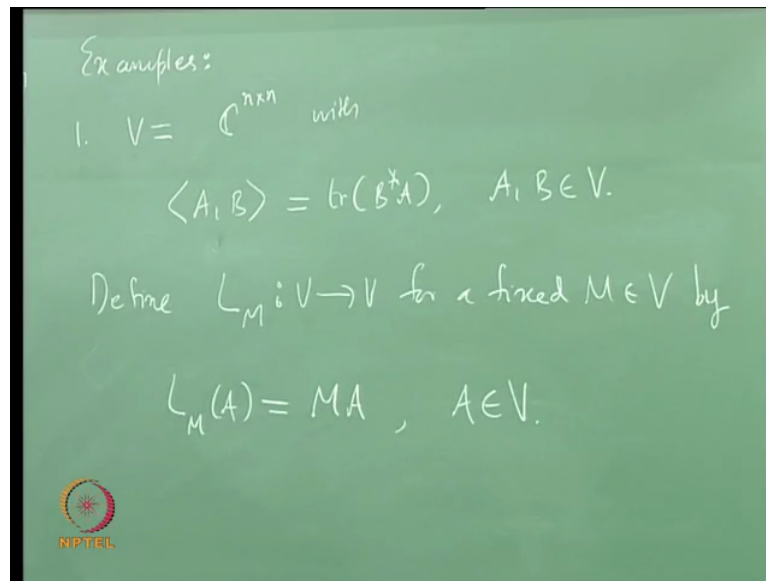 Examples:
1. V = ℂ^{n×n} with
⟨A, B⟩ = tr(B*A), A, B ∈ V.
Define L_M : V → V for a fixed M ∈ V by
L_M(A) = MA , A ∈ V.
NPTEL